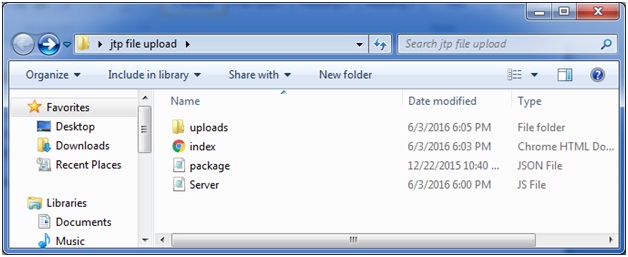 jtp file upload
Search jtp file upload
Organize Include in library Share with New folder
Favorites
Desktop
Downloads
Recent Places
Libraries
Documents
Music
Name Date modified Type
uploads 6/3/2016 6:05 PM File folder
index 6/3/2016 6:03 PM Chrome HTML Do...
package 12/22/2015 10:40 ... JSON File
Server 6/3/2016 6:00 PM JS File